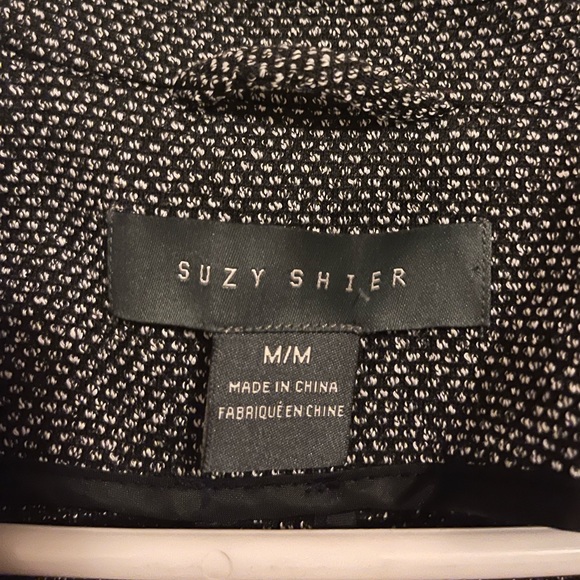 SUZY SHIER
M/M
MADE IN CHINA
FABRIQUÉ EN CHINE